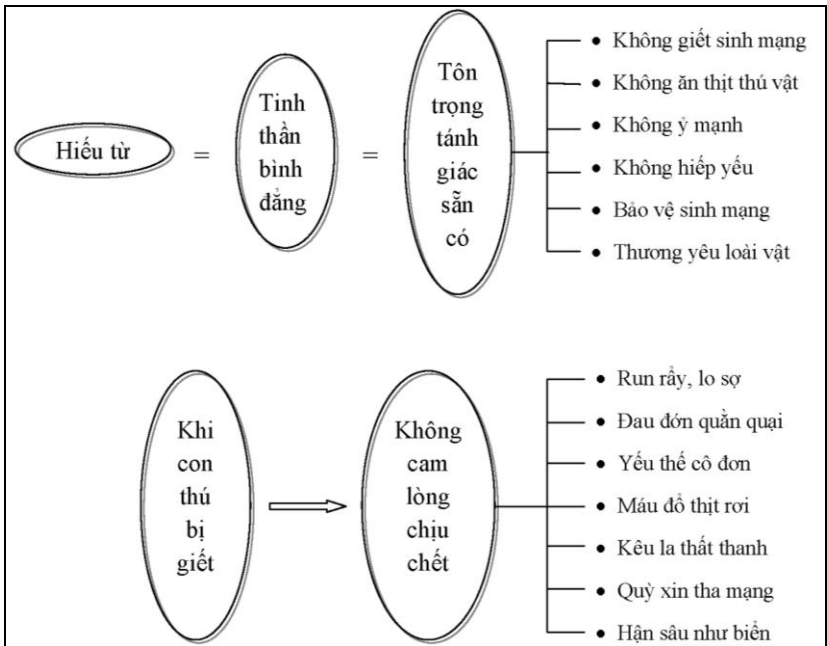 Hiếu từ
=
Tinh
thần
bình
đẳng
=
Tôn
trọng
tánh
giác
sẵn
có
• Không giết sinh mạng
• Không ăn thịt thú vật
• Không ỷ mạnh
• Không hiếp yếu
• Bảo vệ sinh mạng
• Thương yêu loài vật
Khi
con
thú
bị
giết
Không
cam
lòng
chịu
chết
• Run rẩy, lo sợ
• Đau đớn quằn quại
• Yếu thế cô đơn
• Máu đổ thịt rơi
• Kêu la thất thanh
• Quỳ xin tha mạng
• Hận sâu như biển